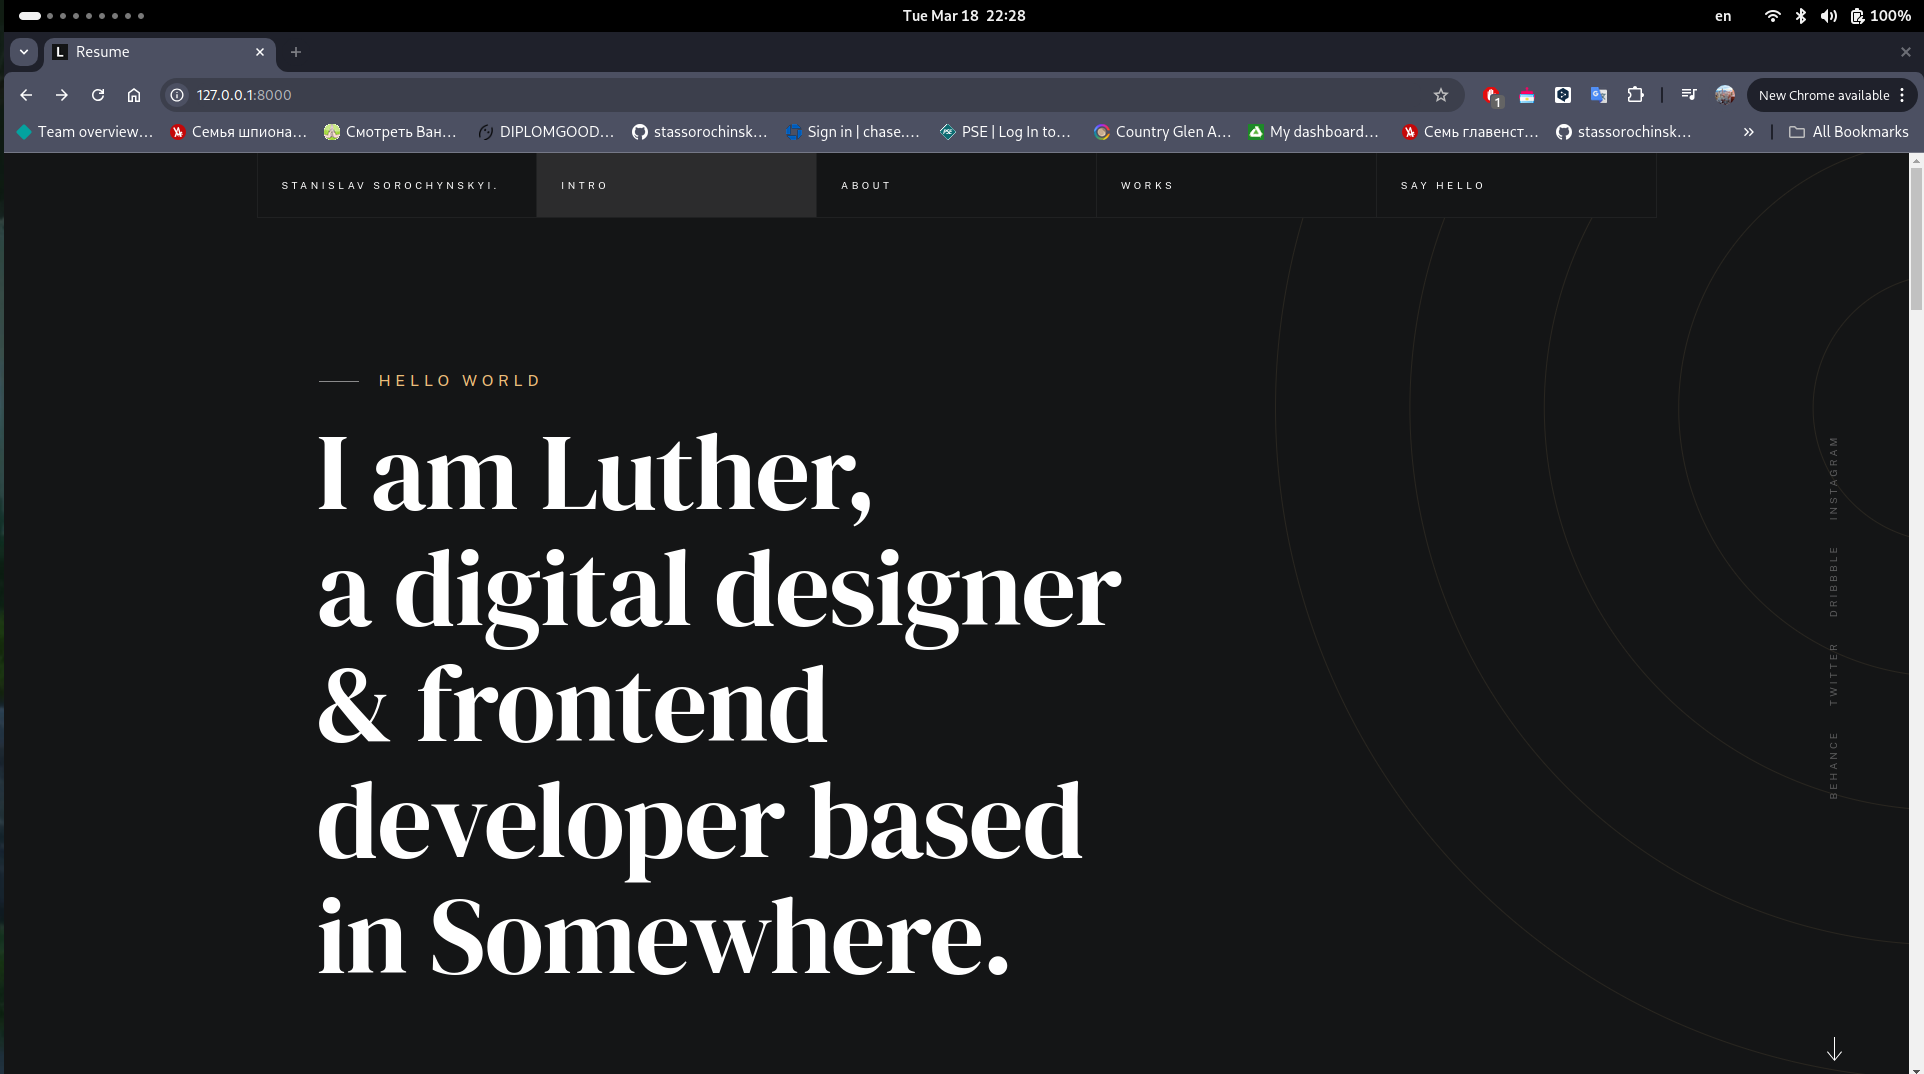 Tue Mar 18 22:28
en
100%
L Resume
127.0.0.1:8000
1
New Chrome available
Team overview…
Семья шпиона…
Смотреть Ван…
DIPLOMGOOD…
stassorochinsk…
Sign in | chase.…
PSE | Log In to…
Country Glen A…
My dashboard…
Семь главенст…
stassorochinsk…
All Bookmarks
STANISLAV SOROCHYNSKYI.
INTRO
ABOUT
WORKS
SAY HELLO
HELLO WORLD
I am Luther,
a digital designer
& frontend
developer based
in Somewhere.
INSTAGRAM
DRIBBBLE
TWITTER
BEHANCE